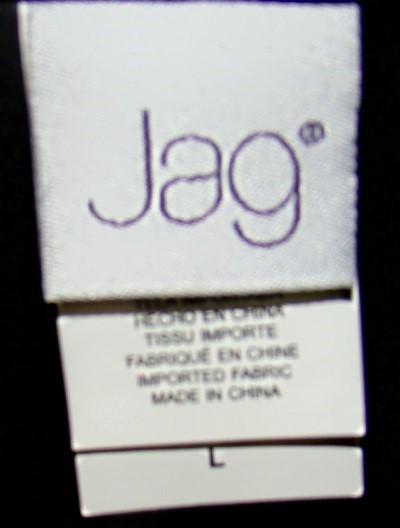 Jag®
HECHO EN CHINA
TISSU IMPORTE
FABRIQUÉ EN CHINE
IMPORTED FABRIC
MADE IN CHINA
L